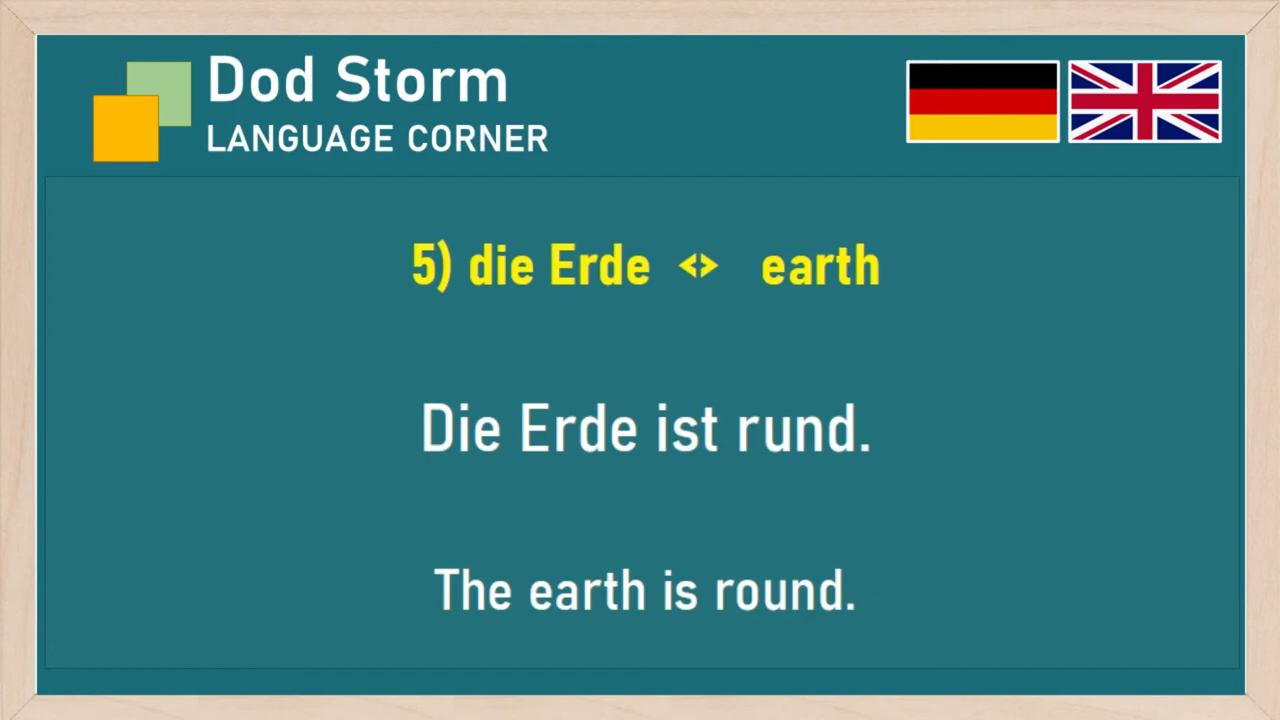 Dod Storm
LANGUAGE CORNER
5) die Erde <> earth
Die Erde ist rund.
The earth is round.